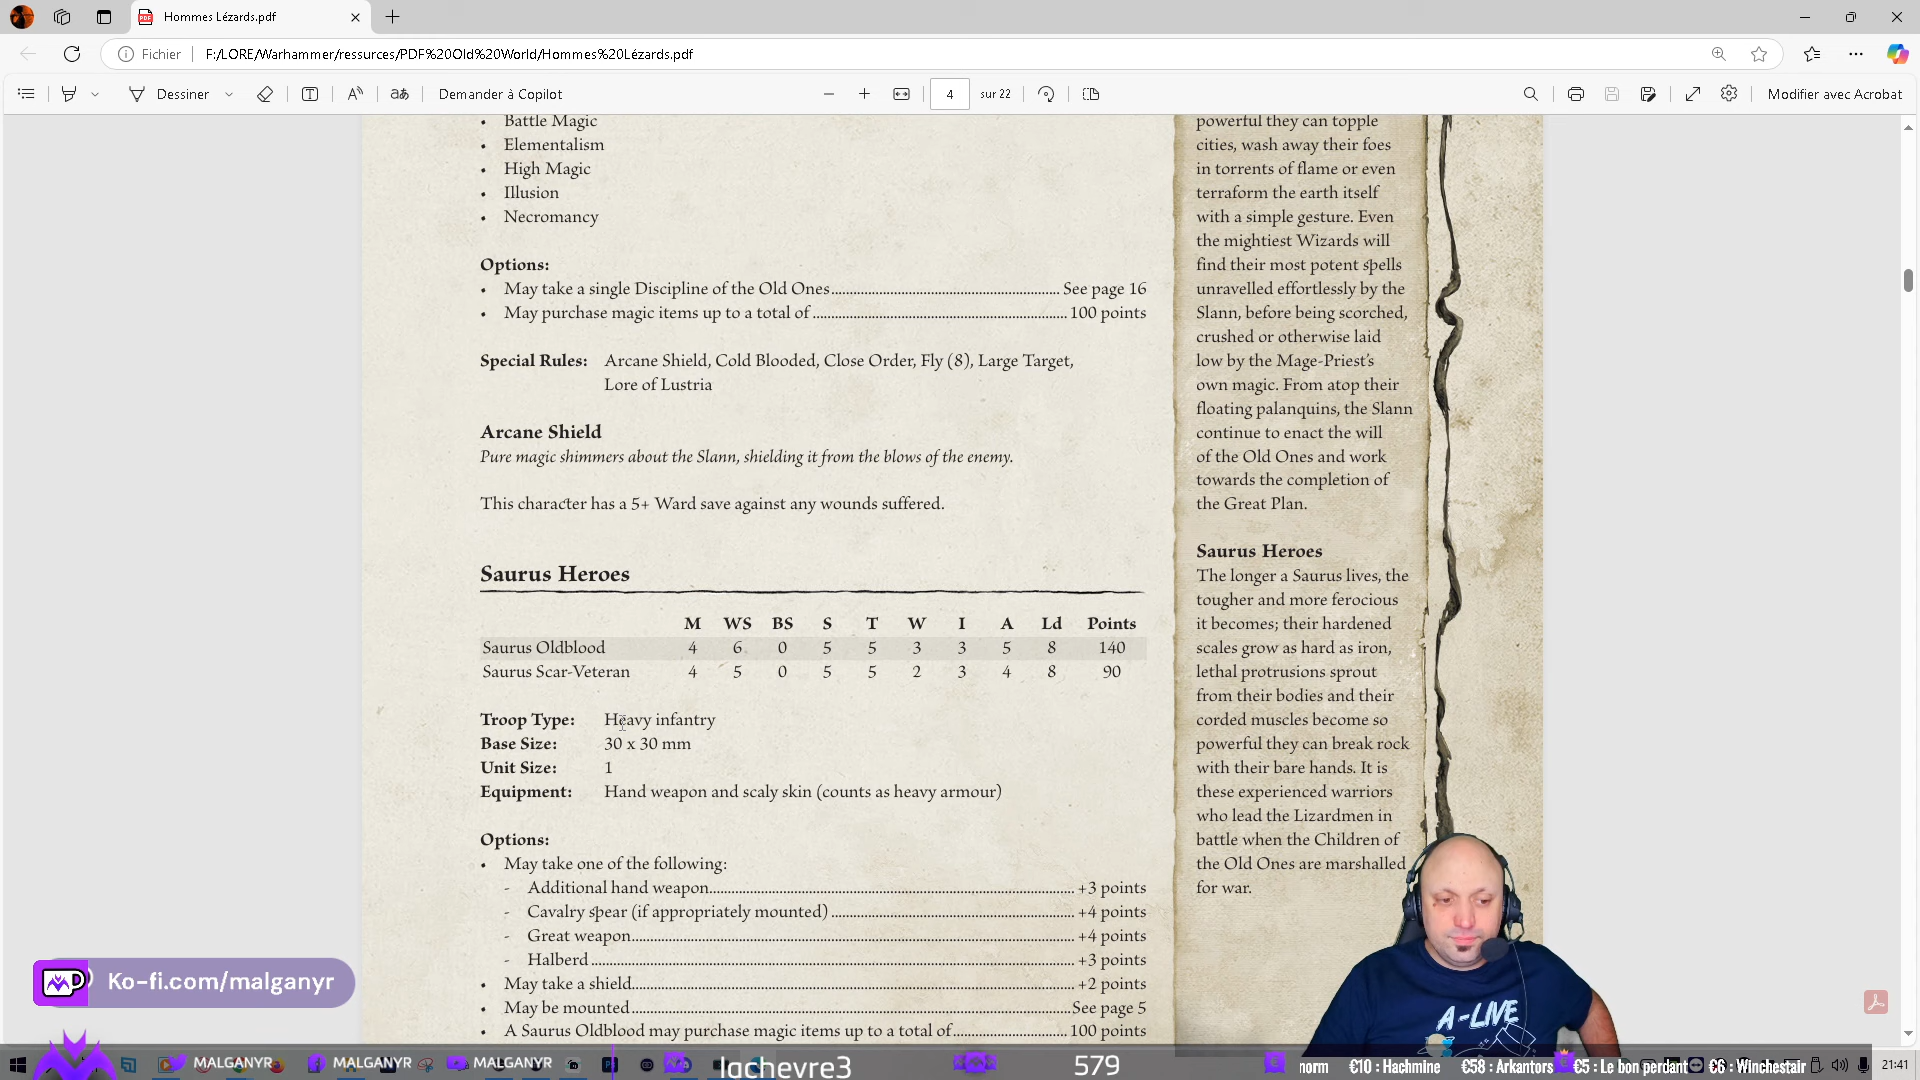 Hommes Lézards.pdf
Fichier
F:/LORE/Warhammer/ressures/PDF%20Old%20World/Hommes%20Lézards.pdf
Dessiner
Demander à Copilot
4
sur 22
Modifier avec Acrobat
• Battle Magic
• Elementalism
• High Magic
• Illusion
• Necromancy
Options:
• May take a single Discipline of the Old Ones See page 16
• May purchase magic items up to a total of 100 points
Special Rules: Arcane Shield, Cold Blooded, Close Order, Fly (8), Large Target,
Lore of Lustria
Arcane Shield
Pure magic shimmers about the Slann, shielding it from the blows of the enemy.
This character has a 5+ Ward save against any wounds suffered.
Saurus Heroes
M WS BS S T W I A Ld Points
Saurus Oldblood 4 6 0 5 5 3 3 5 8 140
Saurus Scar-Veteran 4 5 0 5 5 2 3 4 8 90
Troop Type: Heavy infantry
Base Size: 30 x 30 mm
Unit Size: 1
Equipment: Hand weapon and scaly skin (counts as heavy armour)
Options:
• May take one of the following:
- Additional hand weapon +3 points
- Cavalry spear (if appropriately mounted) +4 points
- Great weapon +4 points
- Halberd +3 points
• May take a shield +2 points
• May be mounted See page 5
• A Saurus Oldblood may purchase magic items up to a total of 100 points
powerful they can topple
cities, wash away their foes
in torrents of flame or even
terraform the earth itself
with a simple gesture. Even
the mightiest Wizards will
find their most potent spells
unravelled effortlessly by the
Slann, before being scorched,
crushed or otherwise laid
low by the Mage-Priest's
own magic. From atop their
floating palanquins, the Slann
continue to enact the will
of the Old Ones and work
towards the completion of
the Great Plan.
Saurus Heroes
The longer a Saurus lives, the
tougher and more ferocious
it becomes; their hardened
scales grow as hard as iron,
lethal protrusions sprout
from their bodies and their
corded muscles become so
powerful they can break rock
with their bare hands. It is
these experienced warriors
who lead the Lizardmen in
battle when the Children of
the Old Ones are marshalled
for war.
A-LIVE
Ko-fi.com/malganyr
MALGANYR
MALGANYR
MALGANYR
lachevre3
579
norm €10 : Hachmine €58 : Arkantors €5 : Le bon perdant €6 : Winchestair
21:41